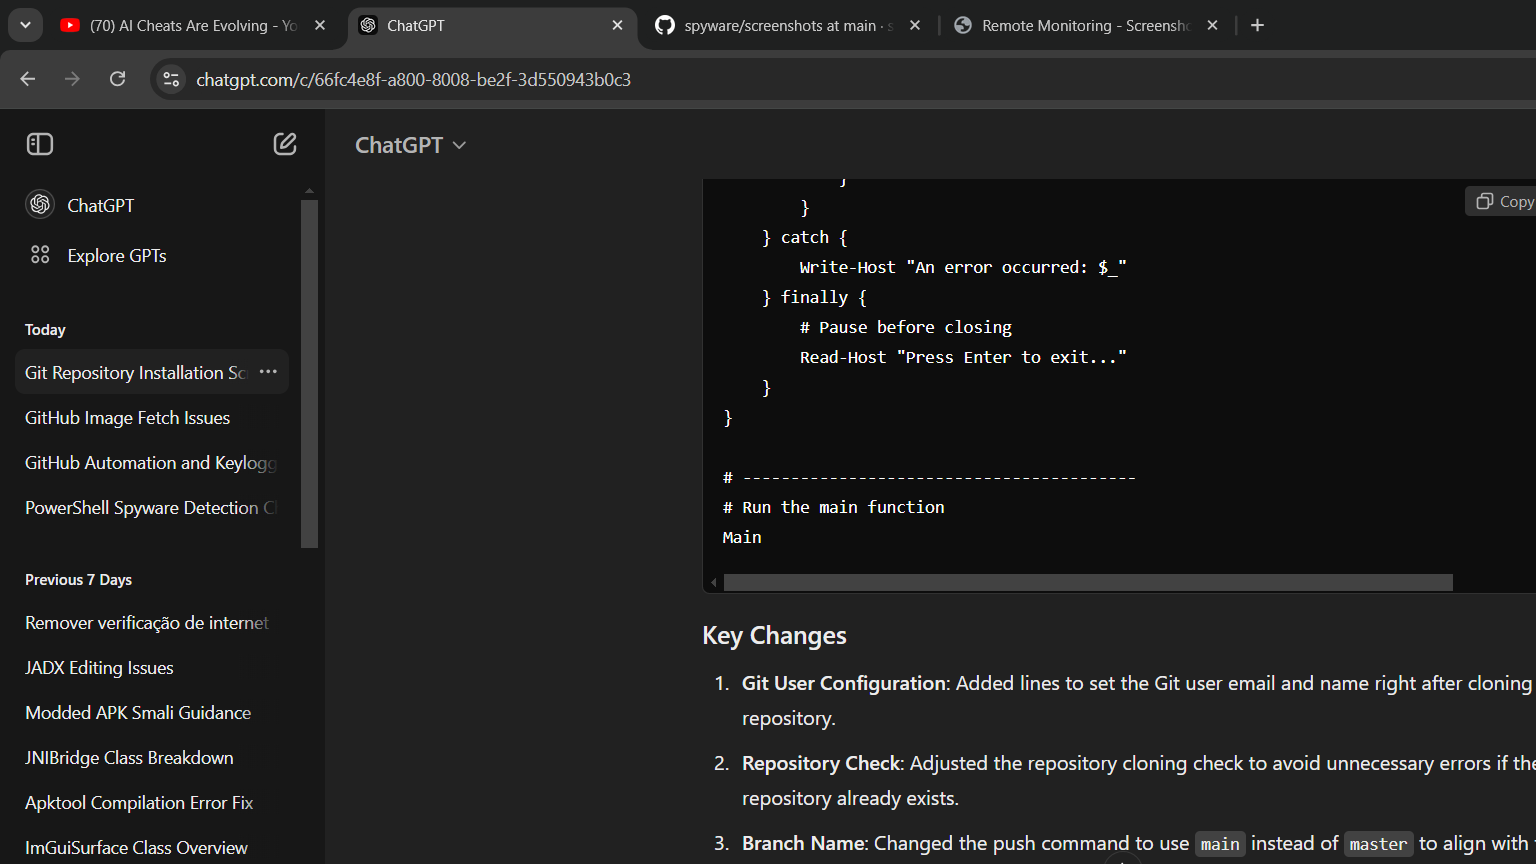 (70) AI Cheats Are Evolving - Yo
ChatGPT
spyware/screenshots at main · s
Remote Monitoring - Screensho
chatgpt.com/c/66fc4e8f-a800-8008-be2f-3d550943b0c3
ChatGPT
ChatGPT
Explore GPTs
Today
Git Repository Installation Sc
GitHub Image Fetch Issues
GitHub Automation and Keylogg
PowerShell Spyware Detection Cl
Previous 7 Days
Remover verificação de internet
JADX Editing Issues
Modded APK Smali Guidance
JNIBridge Class Breakdown
Apktool Compilation Error Fix
ImGuiSurface Class Overview
Copy
}
}
} catch {
Write-Host "An error occurred: $_"
} finally {
# Pause before closing
Read-Host "Press Enter to exit..."
}
}
# -----------------------------------------
# Run the main function
Main
Key Changes
1. Git User Configuration: Added lines to set the Git user email and name right after cloning
repository.
2. Repository Check: Adjusted the repository cloning check to avoid unnecessary errors if the
repository already exists.
3. Branch Name: Changed the push command to use main instead of master to align with